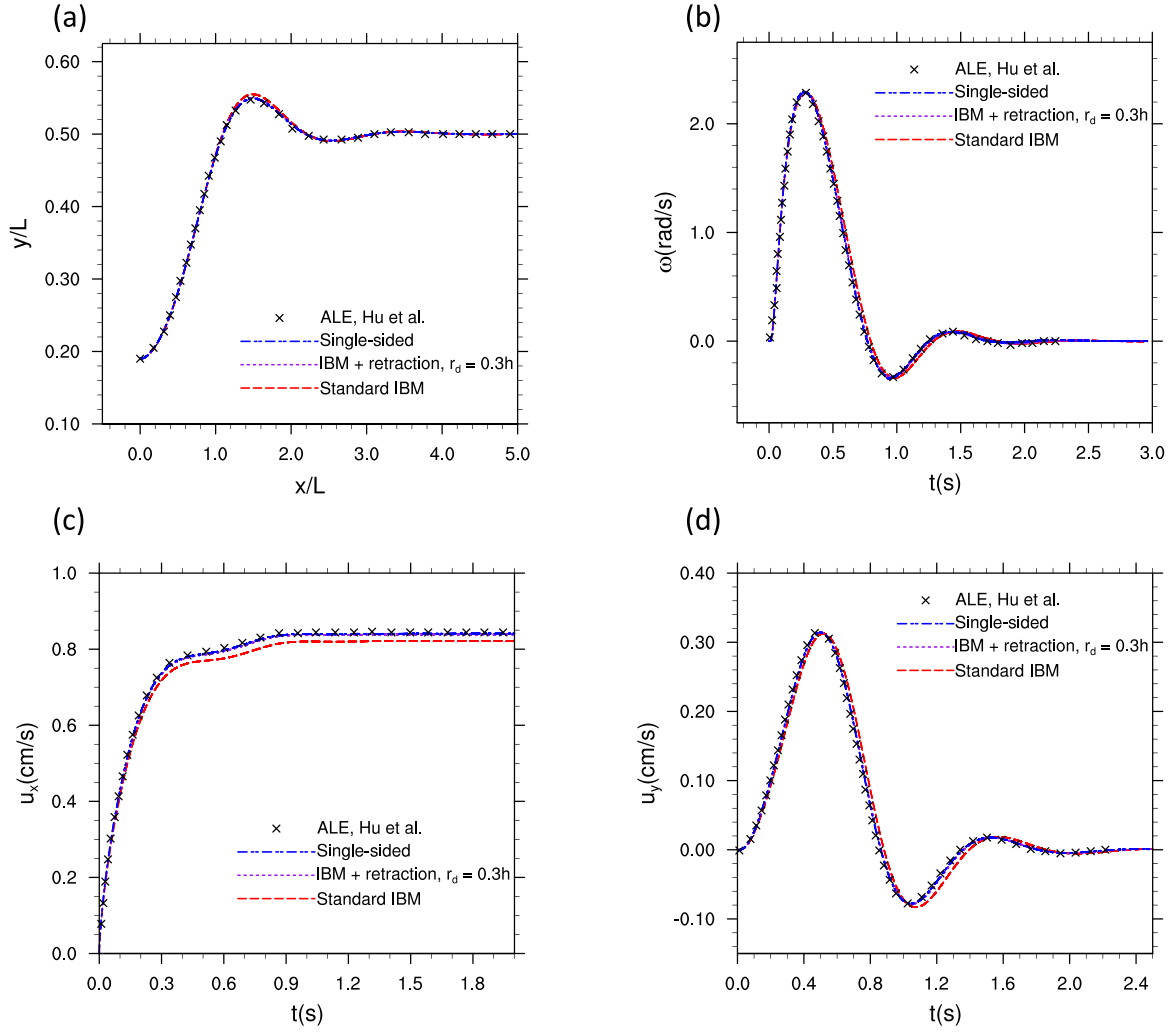 (a)
0.60
0.50
0.40
0.30
0.20
0.10
y/L
ALE, Hu et al.
Single-sided
IBM + retraction, r_d = 0.3h
Standard IBM
0.0 1.0 2.0 3.0 4.0 5.0
x/L
(b)
2.0
1.0
0.0
ω(rad/s)
ALE, Hu et al.
Single-sided
IBM + retraction, r_d = 0.3h
Standard IBM
0.0 0.5 1.0 1.5 2.0 2.5 3.0
t(s)
(c)
1.0
0.8
0.6
0.4
0.2
0.0
u_x(cm/s)
ALE, Hu et al.
Single-sided
IBM + retraction, r_d = 0.3h
Standard IBM
0.0 0.3 0.6 0.9 1.2 1.5 1.8
t(s)
(d)
0.40
0.30
0.20
0.10
0.00
-0.10
u_y(cm/s)
ALE, Hu et al.
Single-sided
IBM + retraction, r_d = 0.3h
Standard IBM
0.0 0.4 0.8 1.2 1.6 2.0 2.4
t(s)